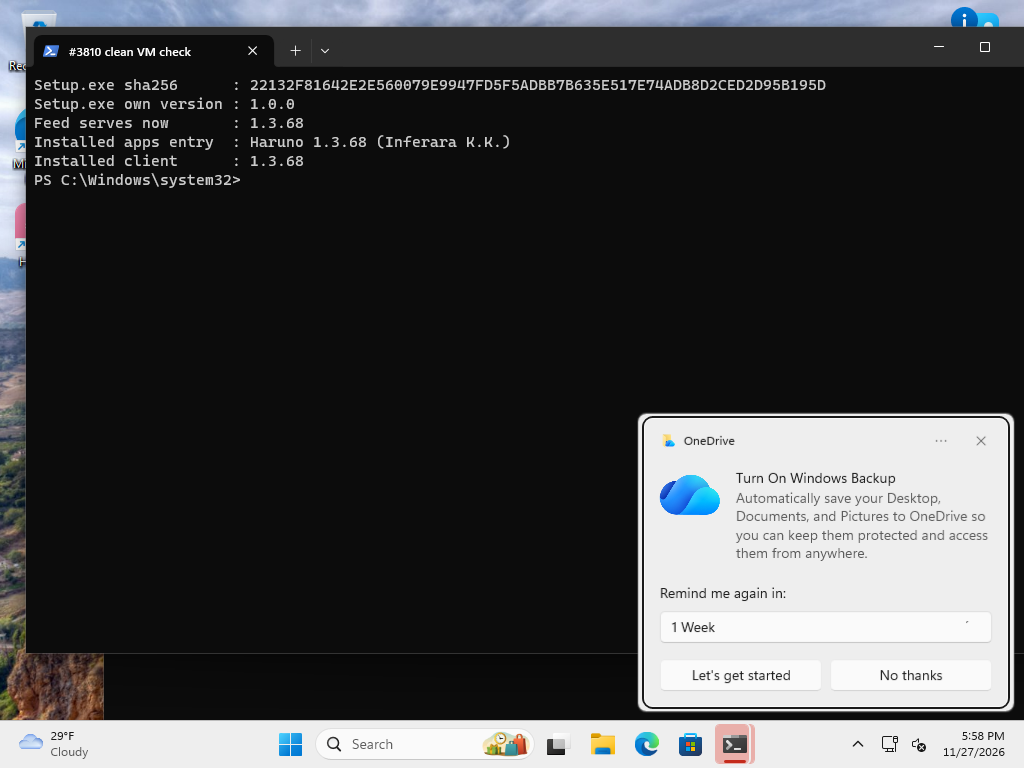 #3810 clean VM check
Setup.exe sha256 : 22132F81642E2E560079E9947FD5F5ADBB7B635E517E74ADB8D2CED2D95B195D
Setup.exe own version : 1.0.0
Feed serves now : 1.3.68
Installed apps entry : Haruno 1.3.68 (Inferara K.K.)
Installed client : 1.3.68
PS C:\Windows\system32>
OneDrive
Turn On Windows Backup
Automatically save your Desktop,
Documents, and Pictures to OneDrive so
you can keep them protected and access
them from anywhere.
Remind me again in:
1 Week
Let's get started
No thanks
29°F
Cloudy
Search
5:58 PM
11/27/2026